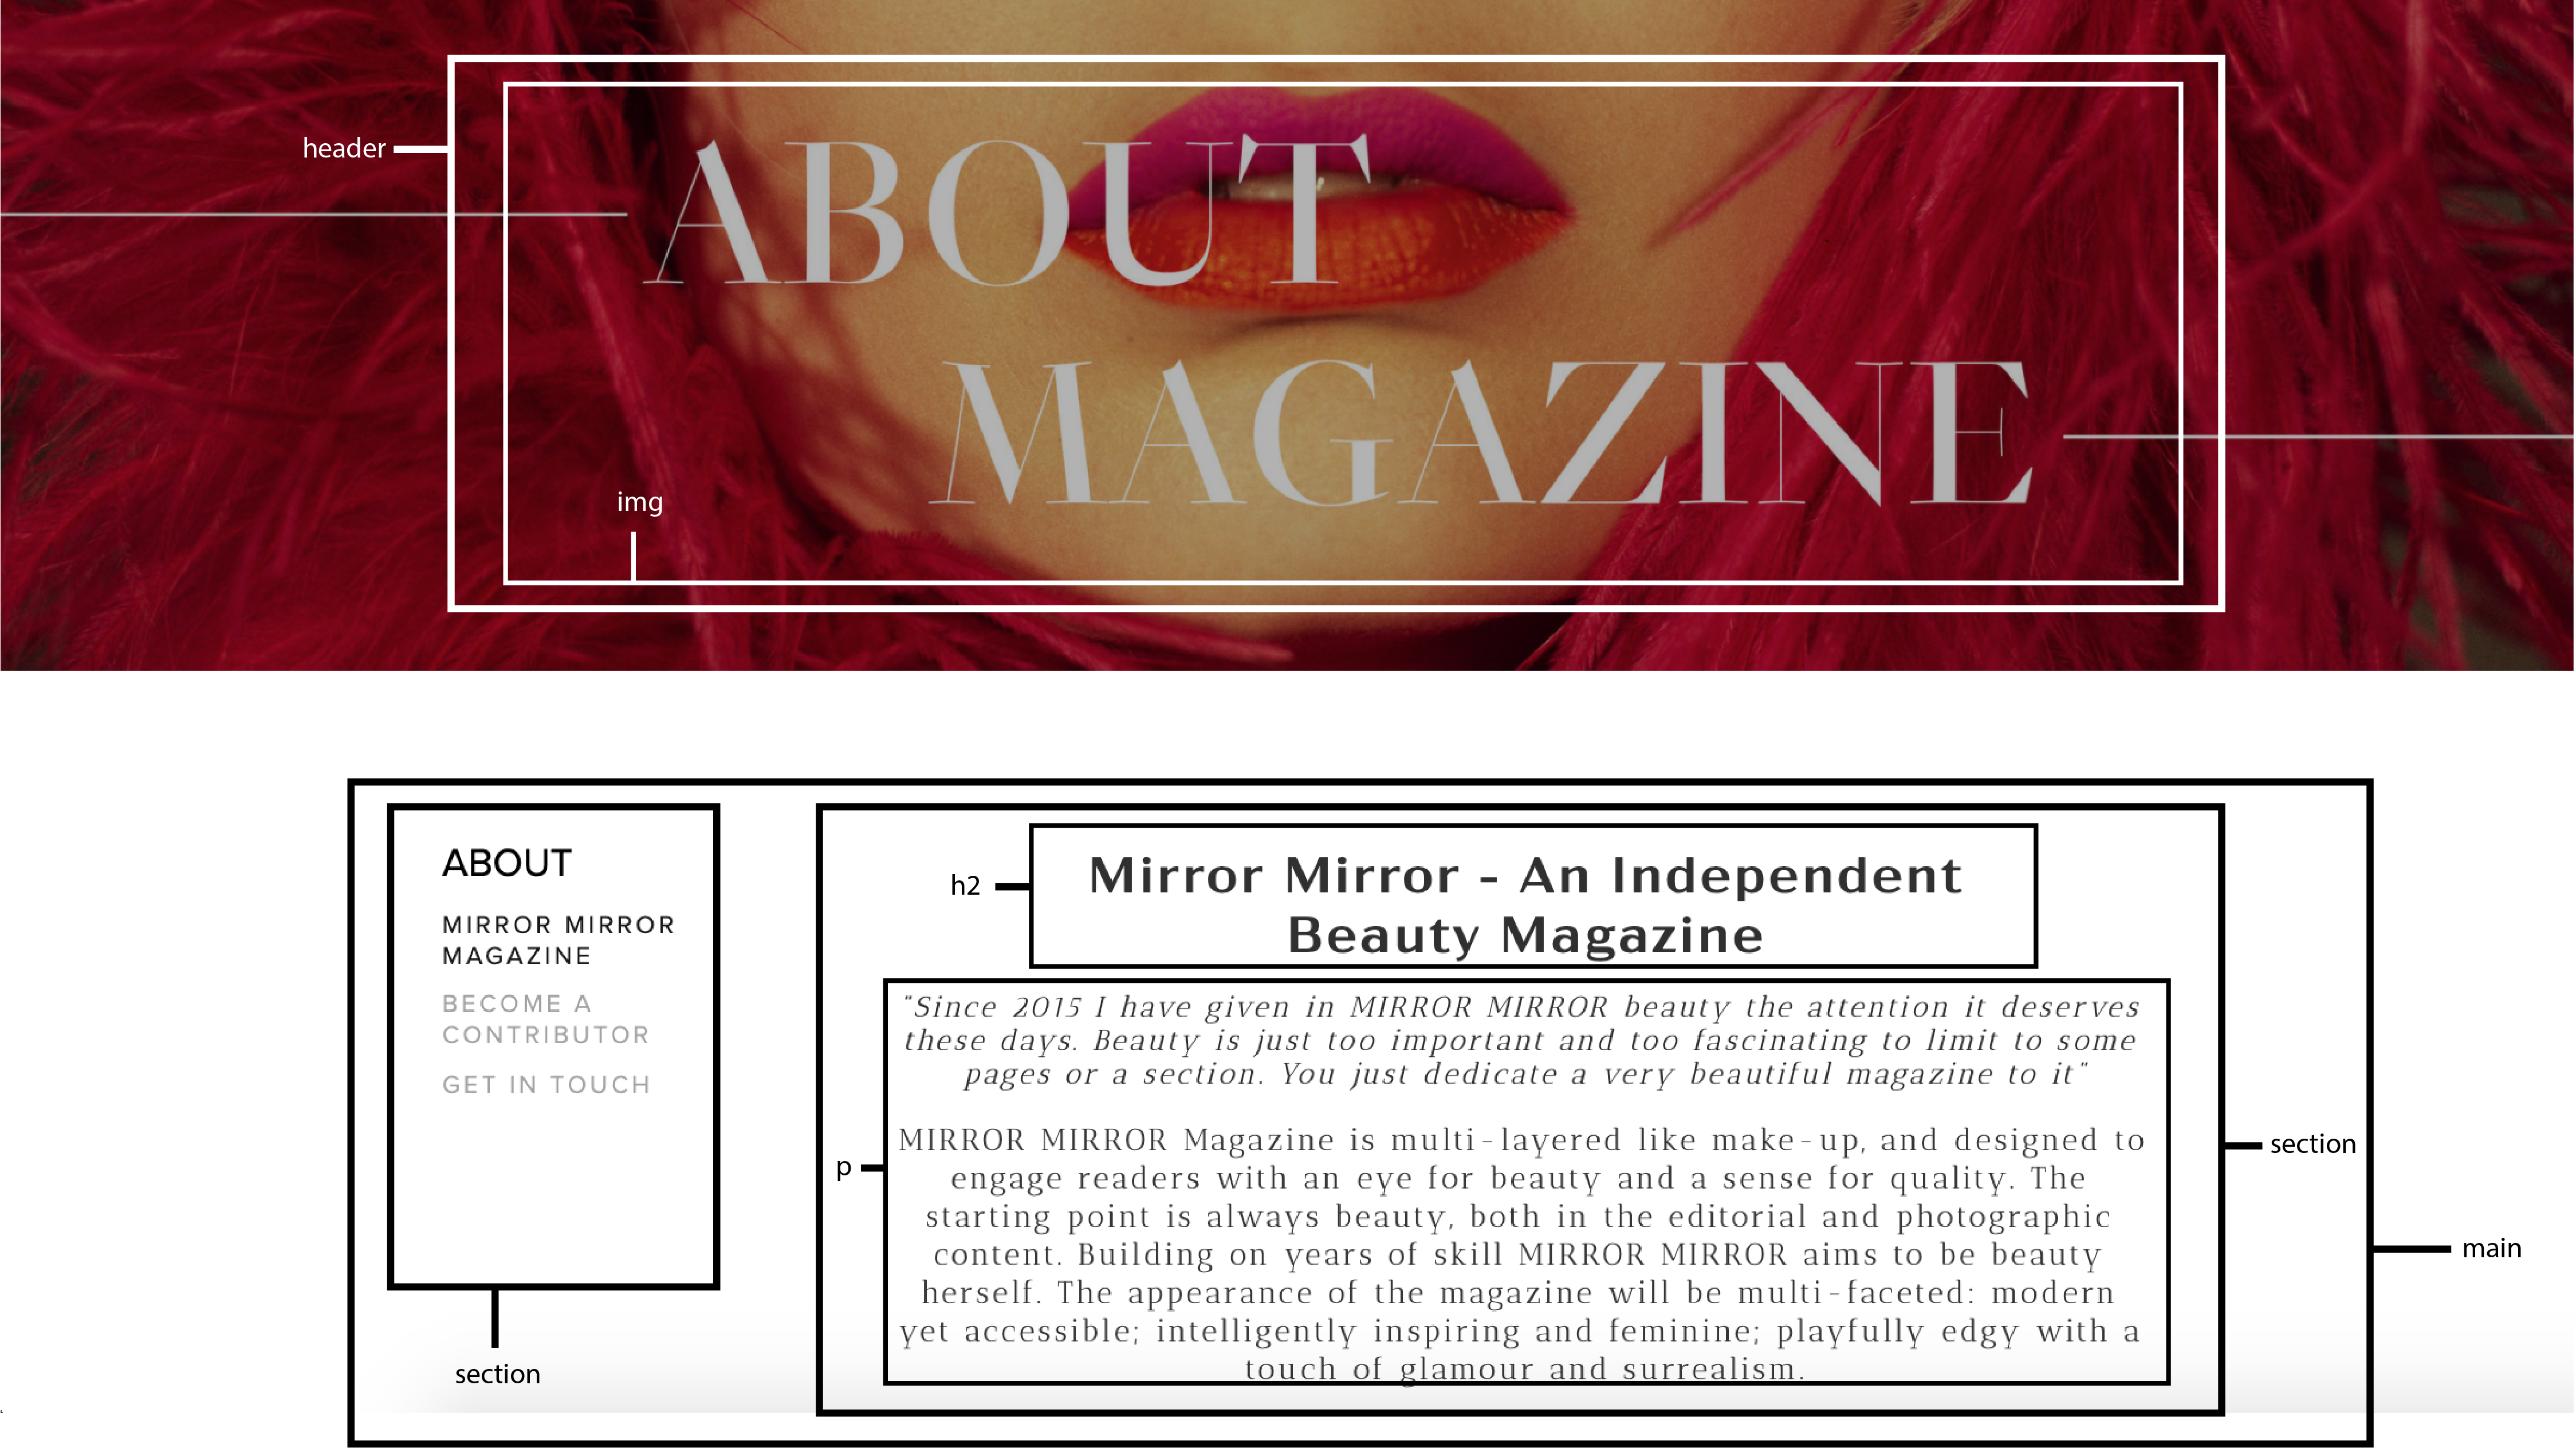 header
ABOUT
MAGAZINE
img
ABOUT
MIRROR MIRROR
MAGAZINE
BECOME A
CONTRIBUTOR
GET IN TOUCH
section
h2
Mirror Mirror - An Independent
Beauty Magazine
p
"Since 2015 I have given in MIRROR MIRROR beauty the attention it deserves
these days. Beauty is just too important and too fascinating to limit to some
pages or a section. You just dedicate a very beautiful magazine to it"
MIRROR MIRROR Magazine is multi-layered like make-up, and designed to
engage readers with an eye for beauty and a sense for quality. The
starting point is always beauty, both in the editorial and photographic
content. Building on years of skill MIRROR MIRROR aims to be beauty
herself. The appearance of the magazine will be multi-faceted: modern
yet accessible; intelligently inspiring and feminine; playfully edgy with a
touch of glamour and surrealism.
section
main